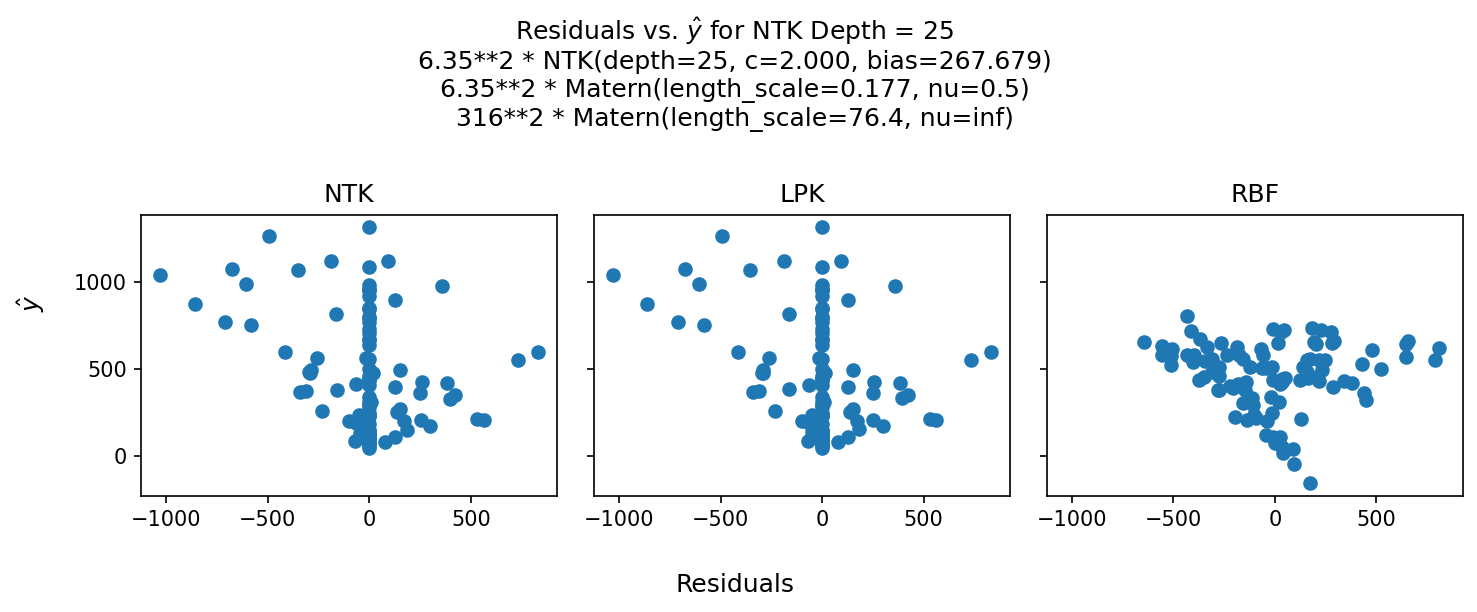 Residuals vs. ŷ for NTK Depth = 25
6.35**2 * NTK(depth=25, c=2.000, bias=267.679)
6.35**2 * Matern(length_scale=0.177, nu=0.5)
316**2 * Matern(length_scale=76.4, nu=inf)
NTK LPK RBF
ŷ
1000
500
0
−1000 −500 0 500 −1000 −500 0 500 −1000 −500 0 500
Residuals